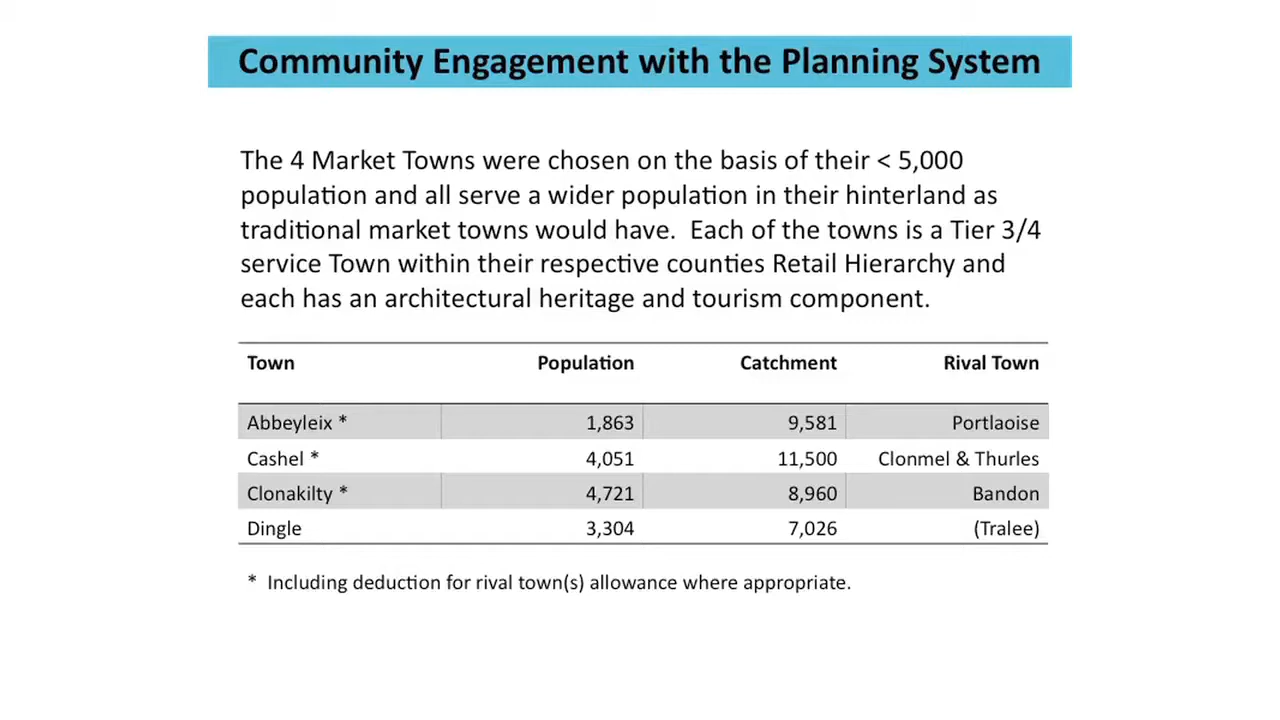 Community Engagement with the Planning System
The 4 Market Towns were chosen on the basis of their < 5,000
population and all serve a wider population in their hinterland as
traditional market towns would have.  Each of the towns is a Tier 3/4
service Town within their respective counties Retail Hierarchy and
each has an architectural heritage and tourism component.
Town Population Catchment Rival Town
Abbeyleix * 1,863 9,581 Portlaoise
Cashel * 4,051 11,500 Clonmel & Thurles
Clonakilty * 4,721 8,960 Bandon
Dingle 3,304 7,026 (Tralee)
* Including deduction for rival town(s) allowance where appropriate.